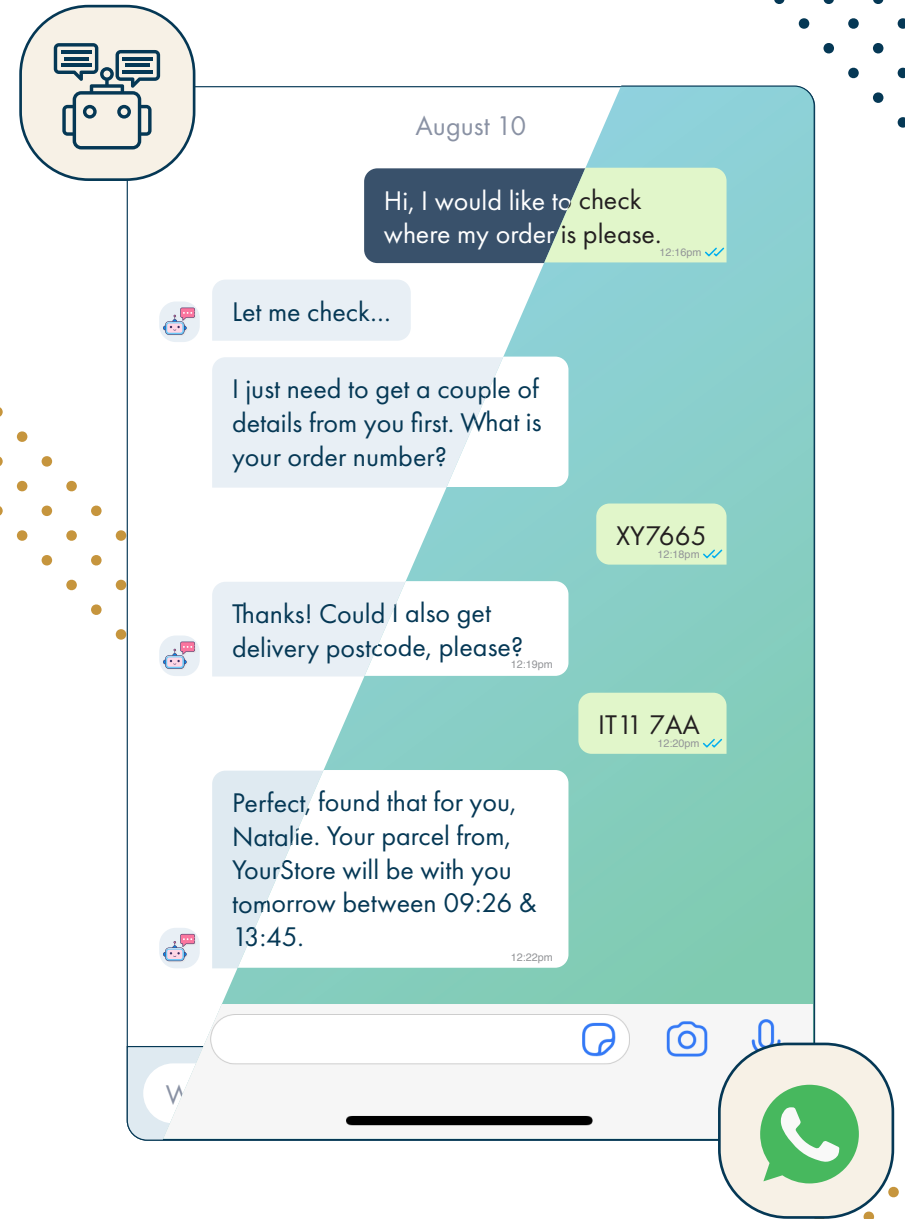 August 10
Hi, I would like to check
where my order is please.
12:16pm
Let me check...
I just need to get a couple of
details from you first. What is
your order number?
XY7665
12:18pm
Thanks! Could I also get
delivery postcode, please?
12:19pm
IT11 7AA
12:20pm
Perfect, found that for you,
Natalie. Your parcel from,
YourStore will be with you
tomorrow between 09:26 &
13:45.
12:22pm